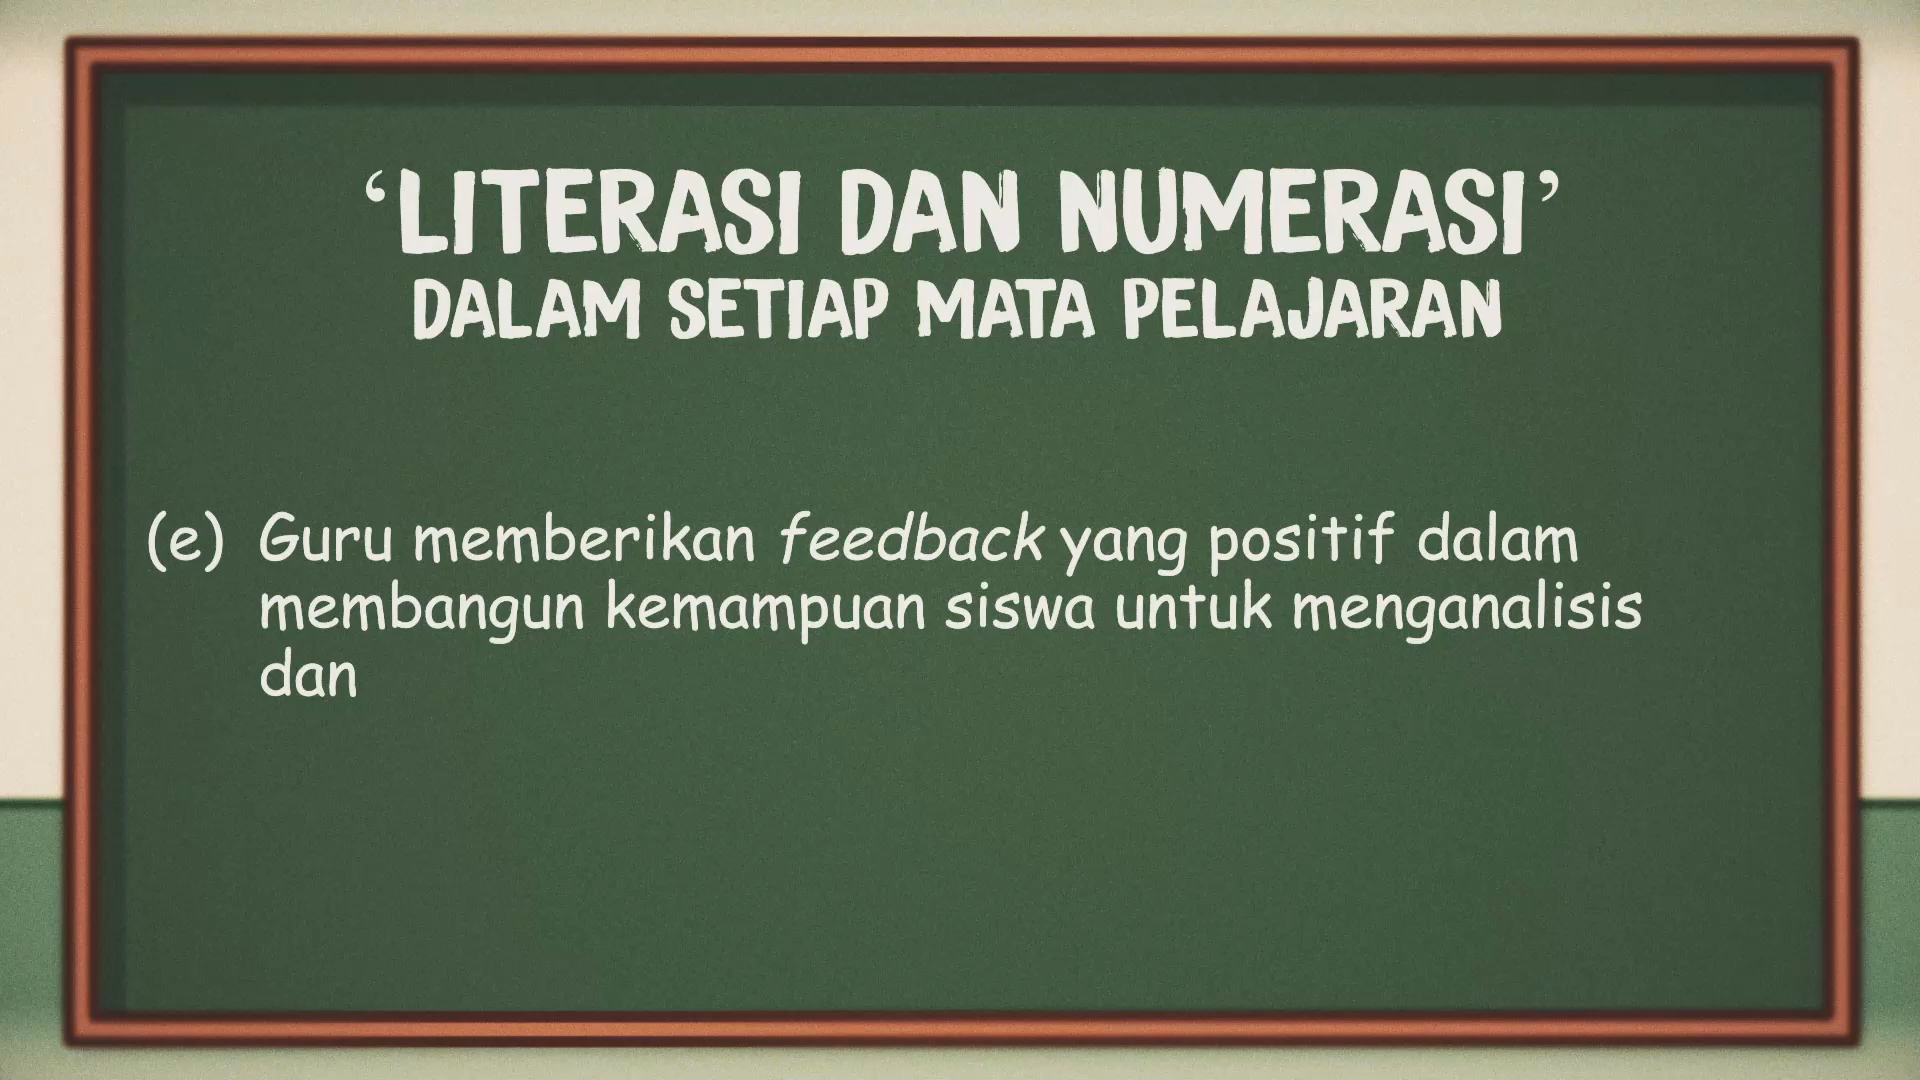 ‘LITERASI DAN NUMERASI’
DALAM SETIAP MATA PELAJARAN
(e) Guru memberikan feedback yang positif dalam
membangun kemampuan siswa untuk menganalisis
dan